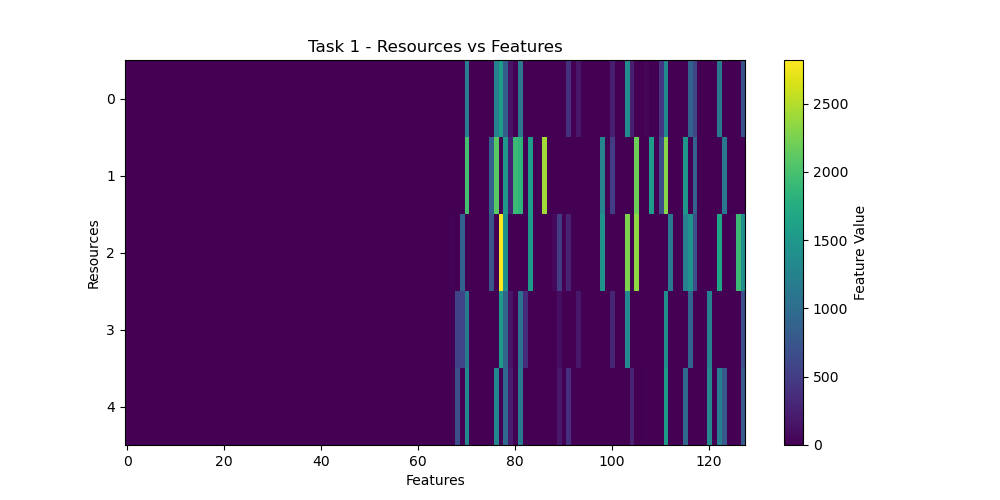 Task 1 - Resources vs Features
Resources
0
1
2
3
4
0 20 40 60 80 100 120
Features
2500
2000
1500
1000
500
0
Feature Value